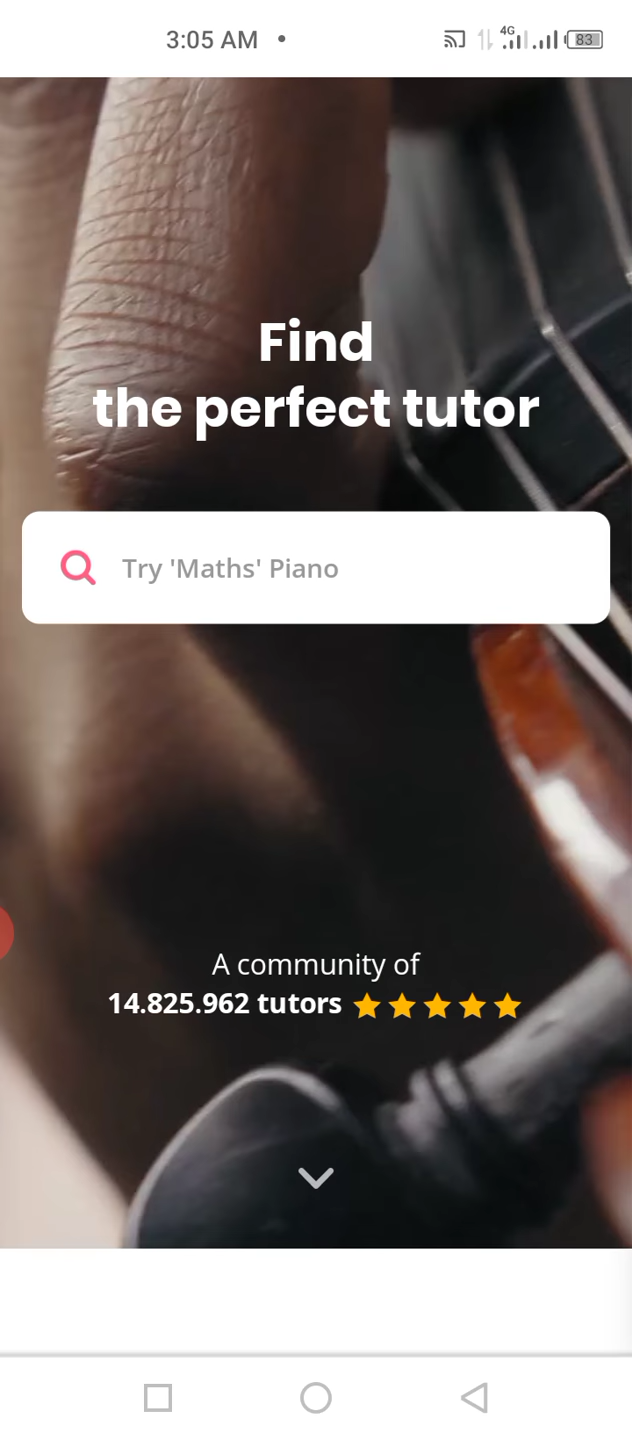 3:05 AM
4G
83
Find
the perfect tutor
Try 'Maths' Piano
A community of
14.825.962 tutors